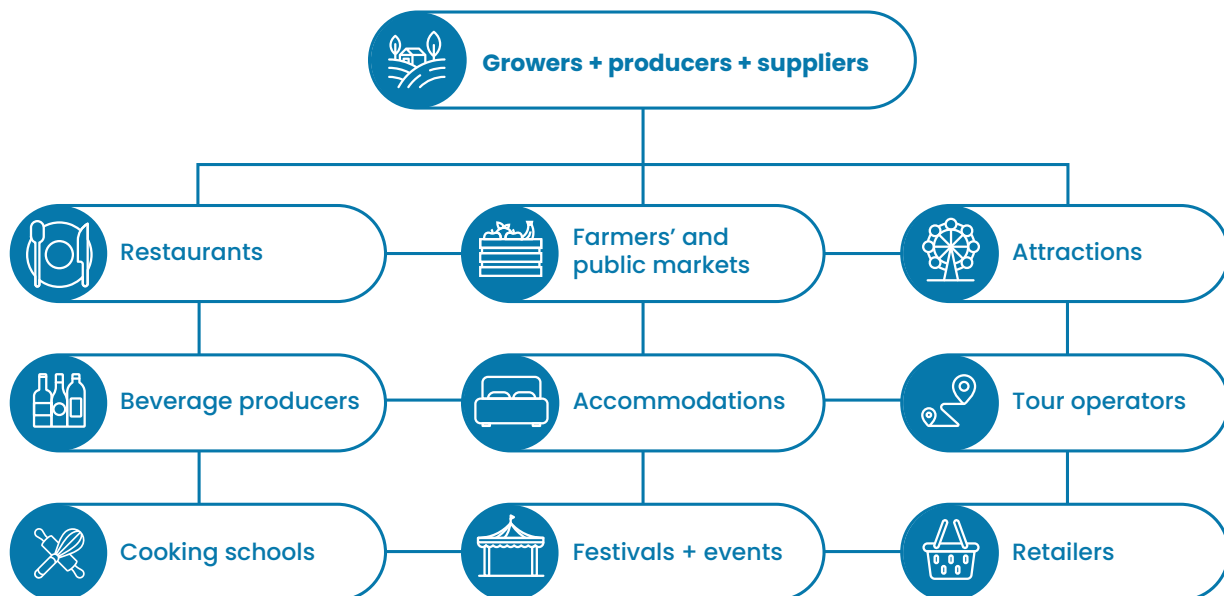 Growers + producers + suppliers
Restaurants
Farmers’ and
public markets
Attractions
Beverage producers
Accommodations
Tour operators
Cooking schools
Festivals + events
Retailers